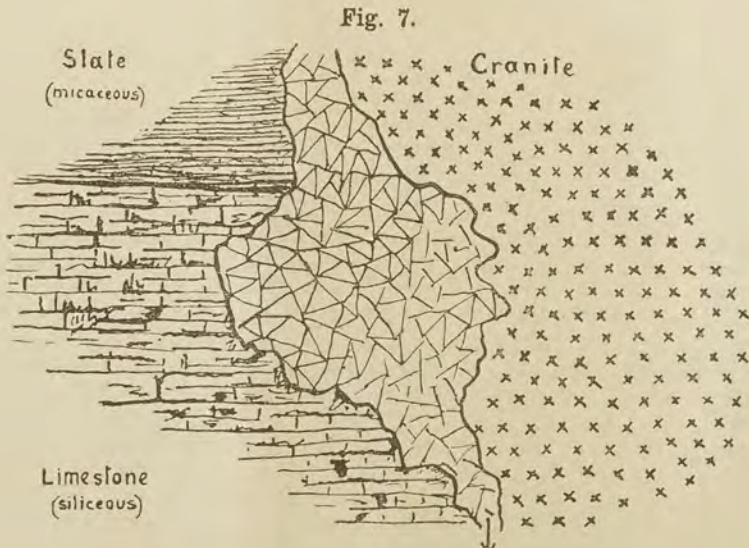 Fig. 7.
Slate
(micaceous)
Granite
Limestone
(siliceous)